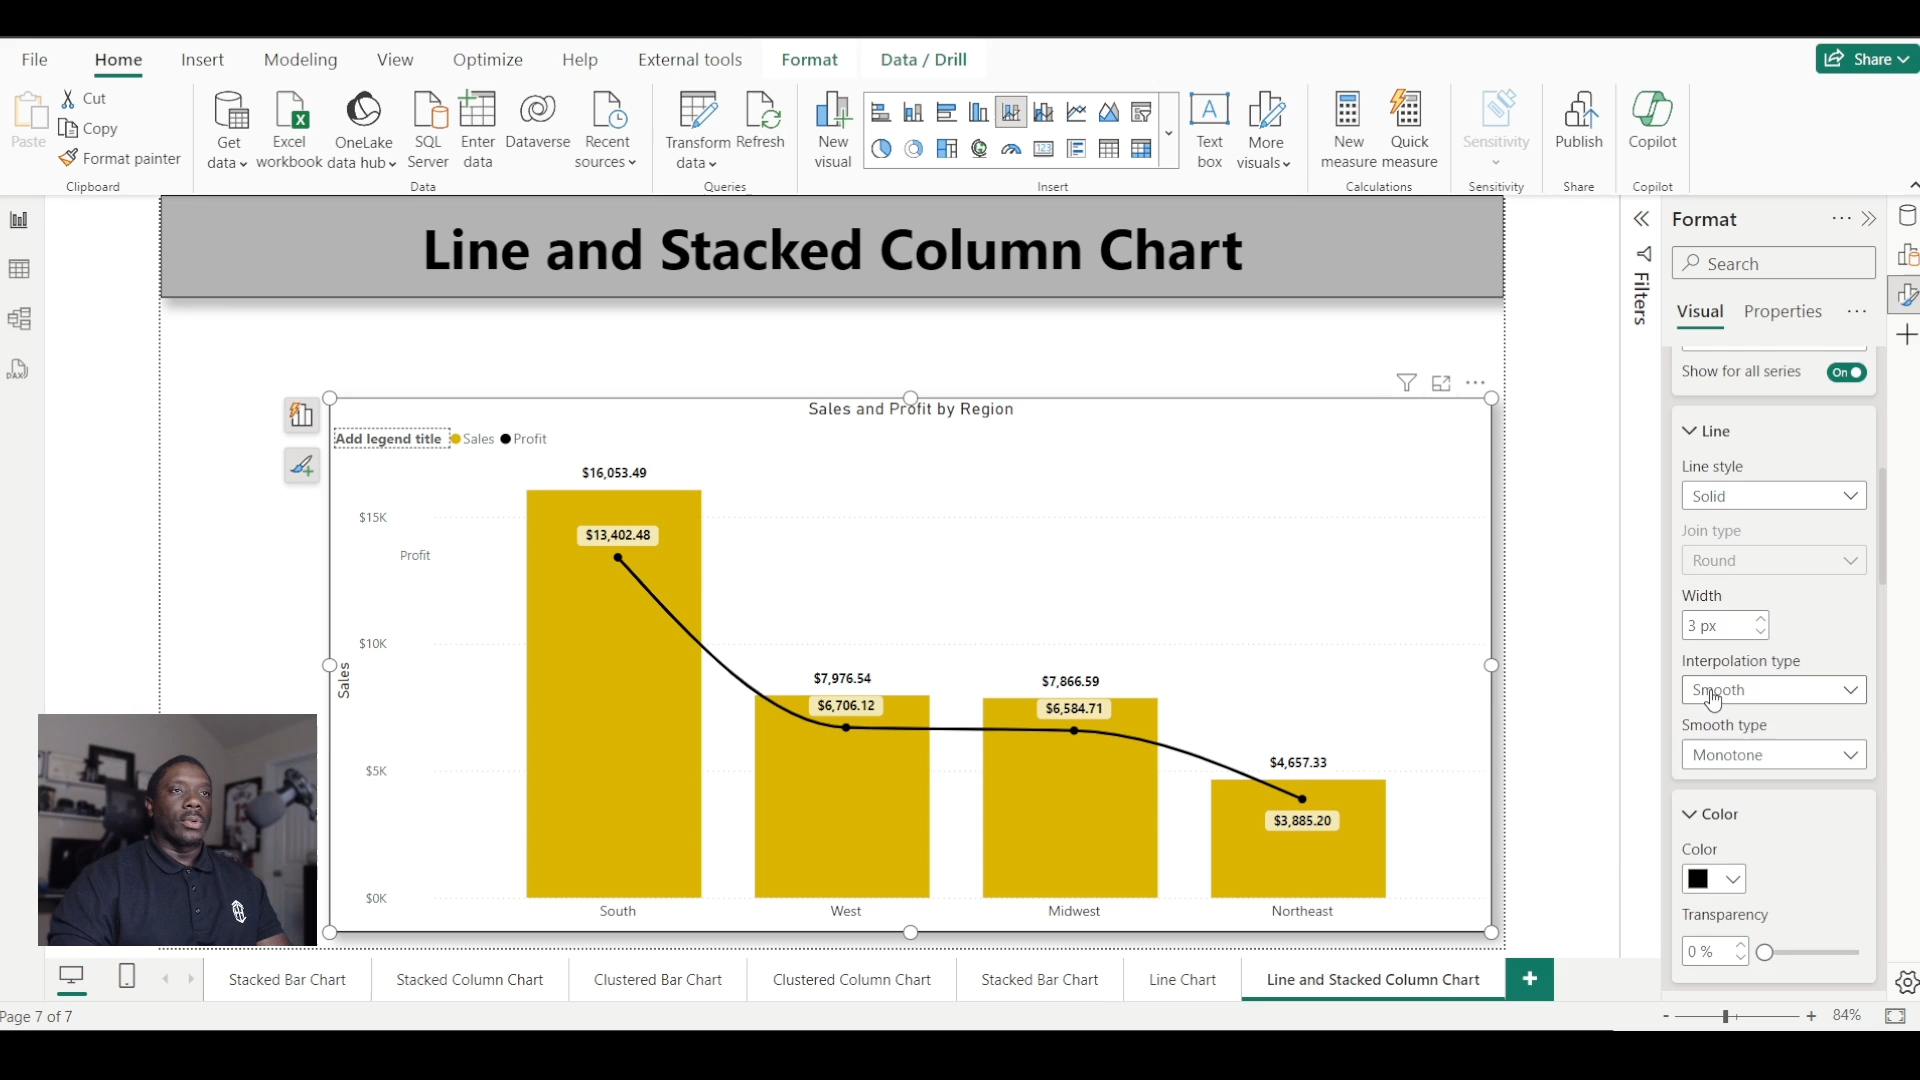 File Home Insert Modeling View Optimize Help External tools Format Data / Drill Share
Paste Cut Copy Format painter
Clipboard
Get data Excel workbook OneLake data hub SQL Server Enter data Dataverse Recent sources
Data
Transform data Refresh
Queries
New visual
Text box More visuals
Insert
New measure Quick measure
Calculations
Sensitivity
Sensitivity
Publish
Share
Copilot
Copilot
Line and Stacked Column Chart
Sales and Profit by Region
Add legend title Sales Profit
$16,053.49
$15K
$13,402.48
Profit
$10K
Sales
$7,976.54
$7,866.59
$6,706.12
$6,584.71
$5K
$4,657.33
$3,885.20
$0K
South West Midwest Northeast
Filters
Format
Search
Visual Properties
Show for all series On
Line
Line style
Solid
Join type
Round
Width
3 px
Interpolation type
Smooth
Smooth type
Monotone
Color
Color
Transparency
0 %
DAX
Stacked Bar Chart Stacked Column Chart Clustered Bar Chart Clustered Column Chart Stacked Bar Chart Line Chart Line and Stacked Column Chart
Page 7 of 7
- + 84%